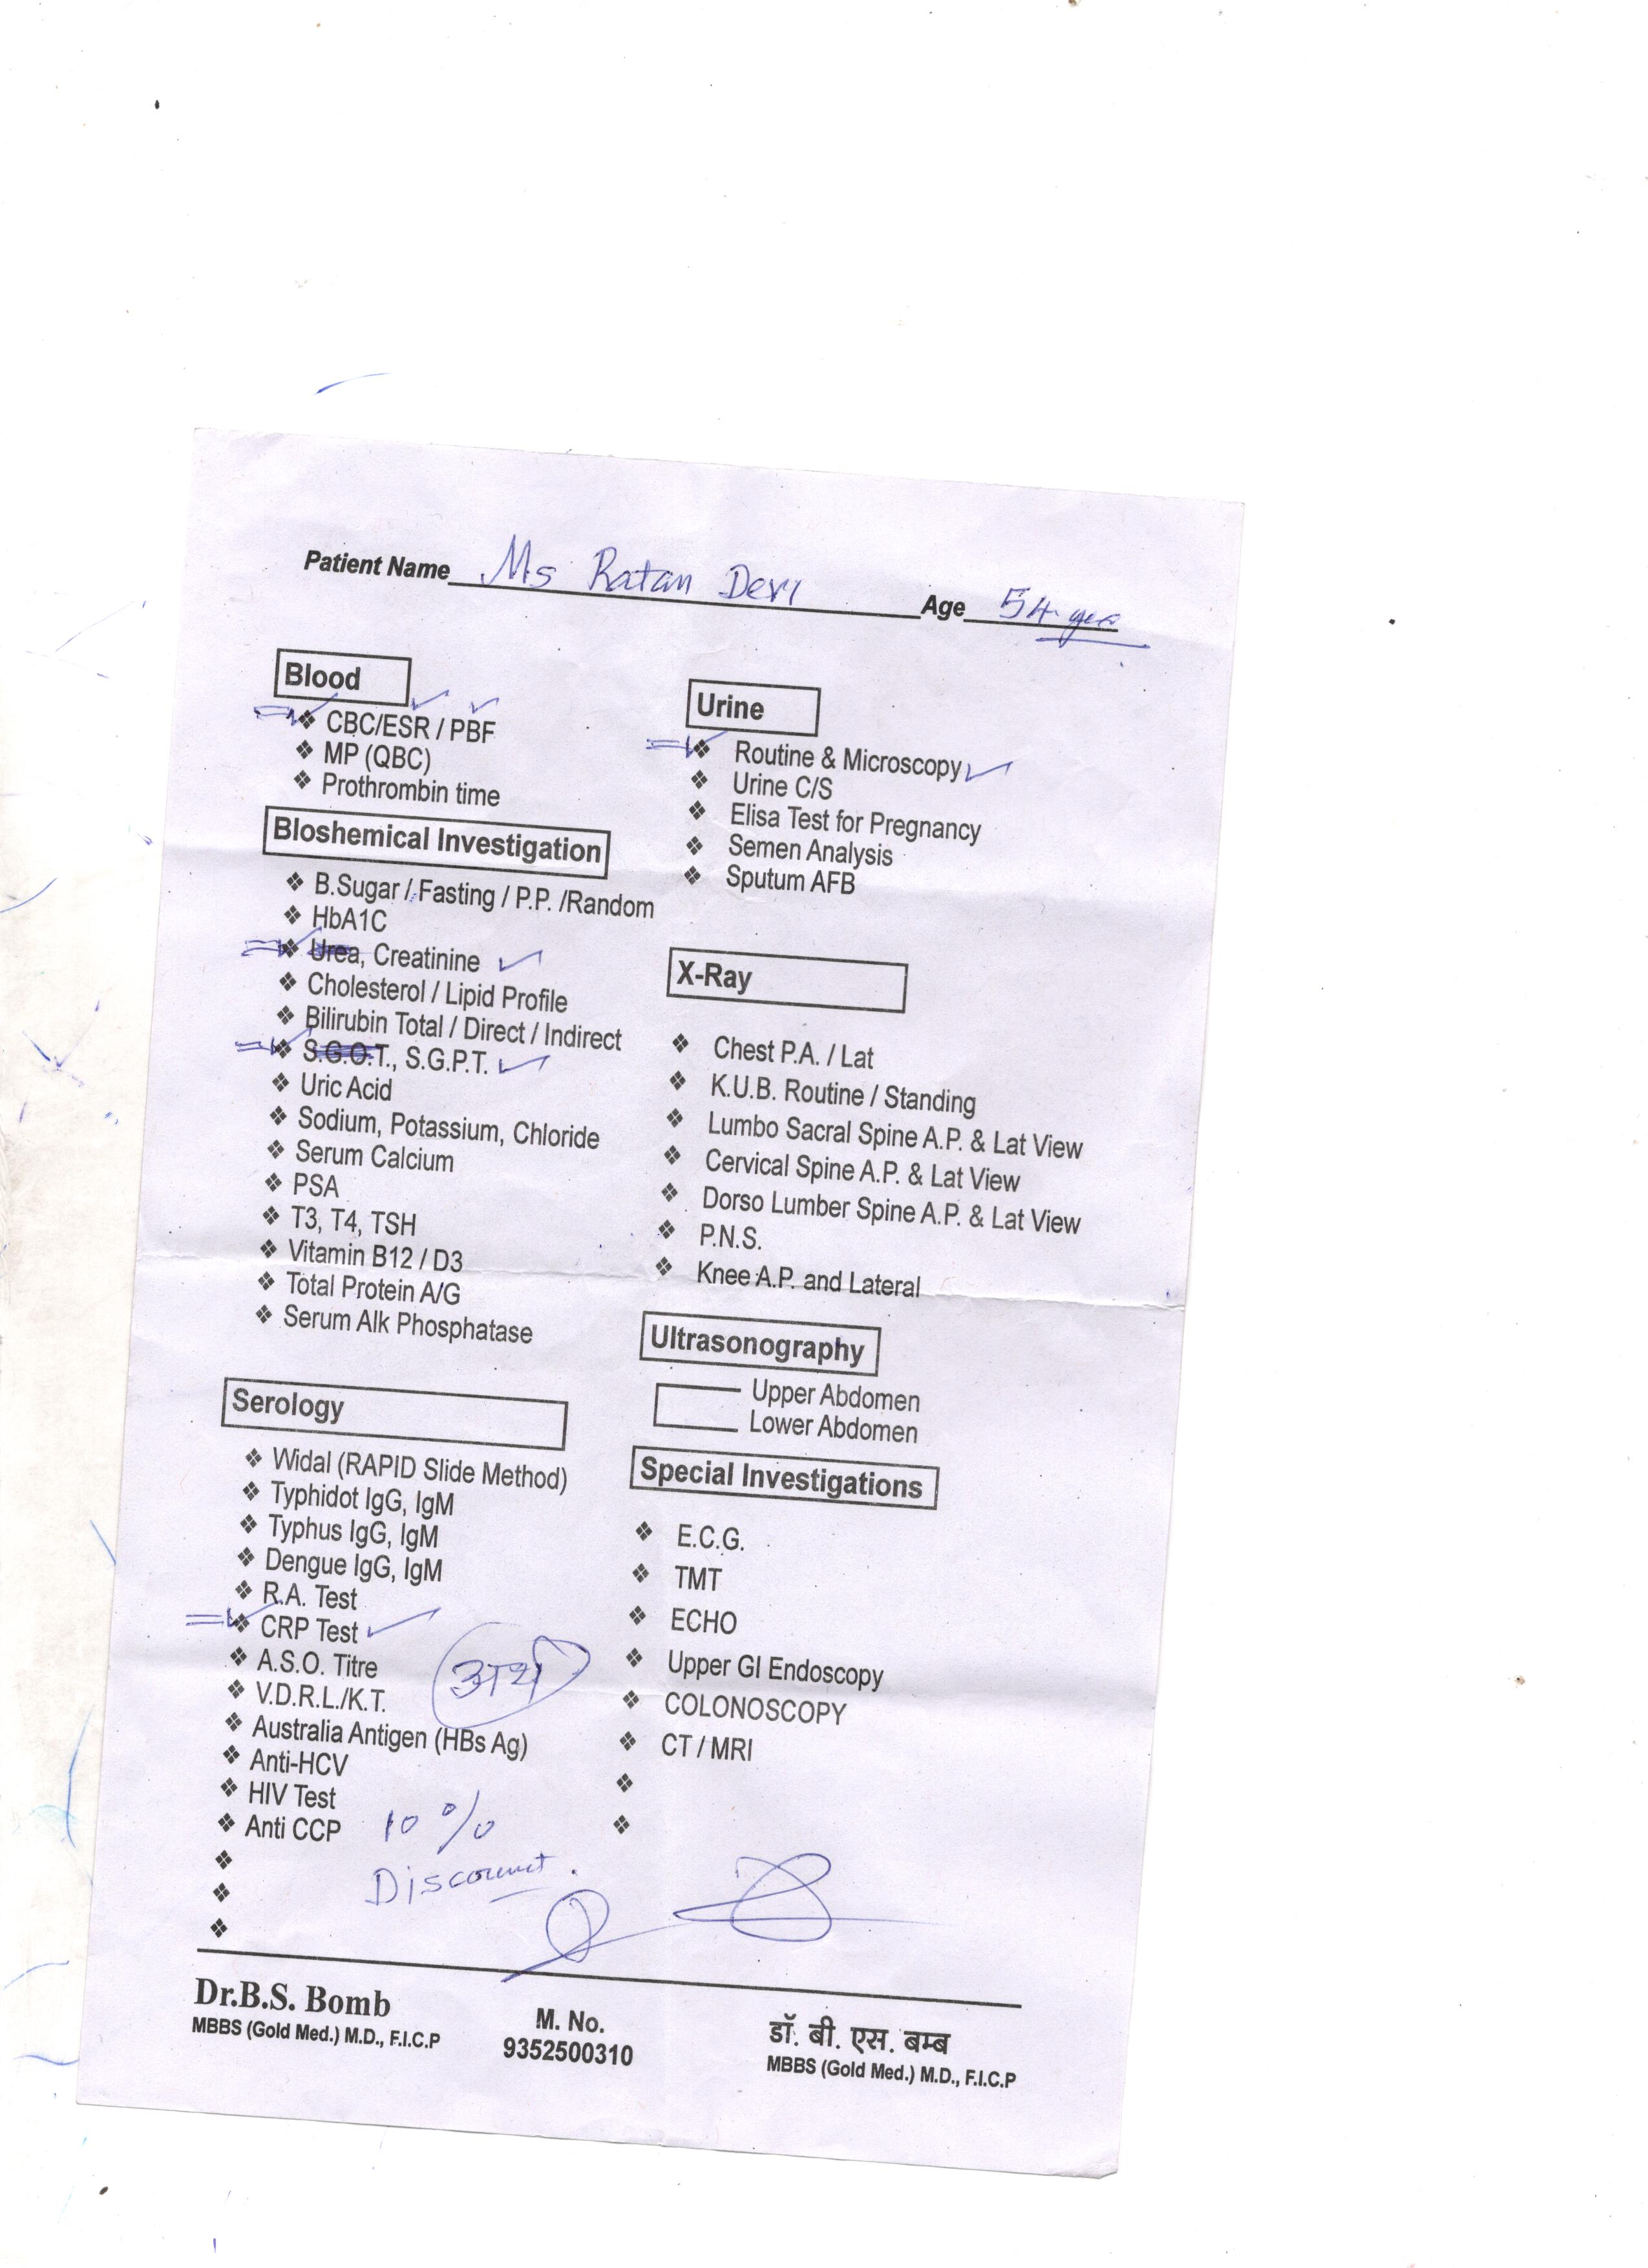 Patient Name Ms Ratan Devi Age 54 yrs
Blood
CBC/ESR / PBF
MP (QBC)
Prothrombin time
Bloshemical Investigation
B.Sugar / Fasting / P.P. /Random
HbA1C
Urea, Creatinine
Cholesterol / Lipid Profile
Bilirubin Total / Direct / Indirect
S.G.O.T., S.G.P.T.
Uric Acid
Sodium, Potassium, Chloride
Serum Calcium
PSA
T3, T4, TSH
Vitamin B12 / D3
Total Protein A/G
Serum Alk Phosphatase
Serology
Widal (RAPID Slide Method)
Typhidot IgG, IgM
Typhus IgG, IgM
Dengue IgG, IgM
R.A. Test
CRP Test
A.S.O. Titre
V.D.R.L./K.T.
Australia Antigen (HBs Ag)
Anti-HCV
HIV Test
Anti CCP
10 %
Discount.
Urine
Routine & Microscopy
Urine C/S
Elisa Test for Pregnancy
Semen Analysis
Sputum AFB
X-Ray
Chest P.A. / Lat
K.U.B. Routine / Standing
Lumbo Sacral Spine A.P. & Lat View
Cervical Spine A.P. & Lat View
Dorso Lumber Spine A.P. & Lat View
P.N.S.
Knee A.P. and Lateral
Ultrasonography
Upper Abdomen
Lower Abdomen
Special Investigations
E.C.G.
TMT
ECHO
Upper GI Endoscopy
COLONOSCOPY
CT / MRI
Dr.B.S. Bomb
MBBS (Gold Med.) M.D., F.I.C.P
M. No.
9352500310
डॉ. बी. एस. बम्ब
MBBS (Gold Med.) M.D., F.I.C.P